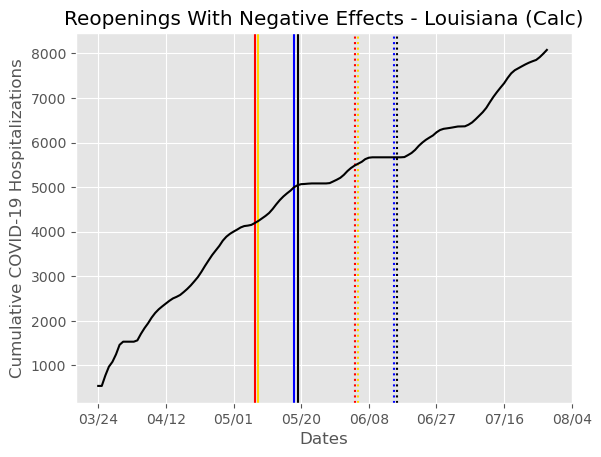 Reopenings With Negative Effects - Louisiana (Calc)
Cumulative COVID-19 Hospitalizations
8000
7000
6000
5000
4000
3000
2000
1000
03/24 04/12 05/01 05/20 06/08 06/27 07/16 08/04
Dates